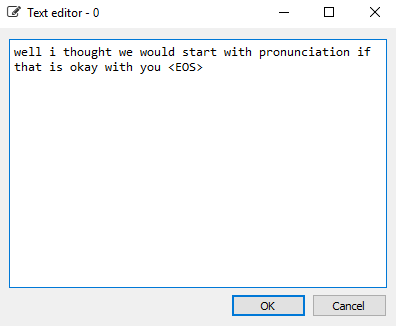 Text editor - 0
well i thought we would start with pronunciation if
that is okay with you <EOS>
OK
Cancel